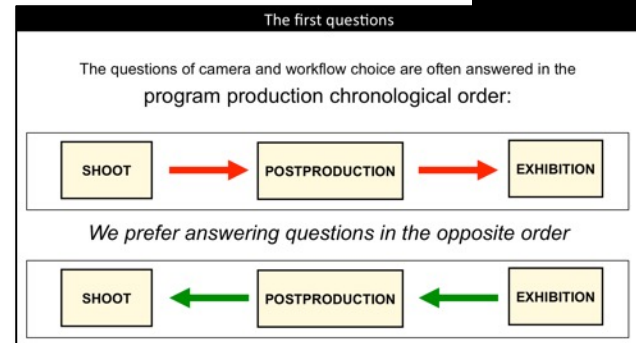 The first questions
The questions of camera and workflow choice are often answered in the
program production chronological order:
SHOOT POSTPRODUCTION EXHIBITION
We prefer answering questions in the opposite order
SHOOT POSTPRODUCTION EXHIBITION